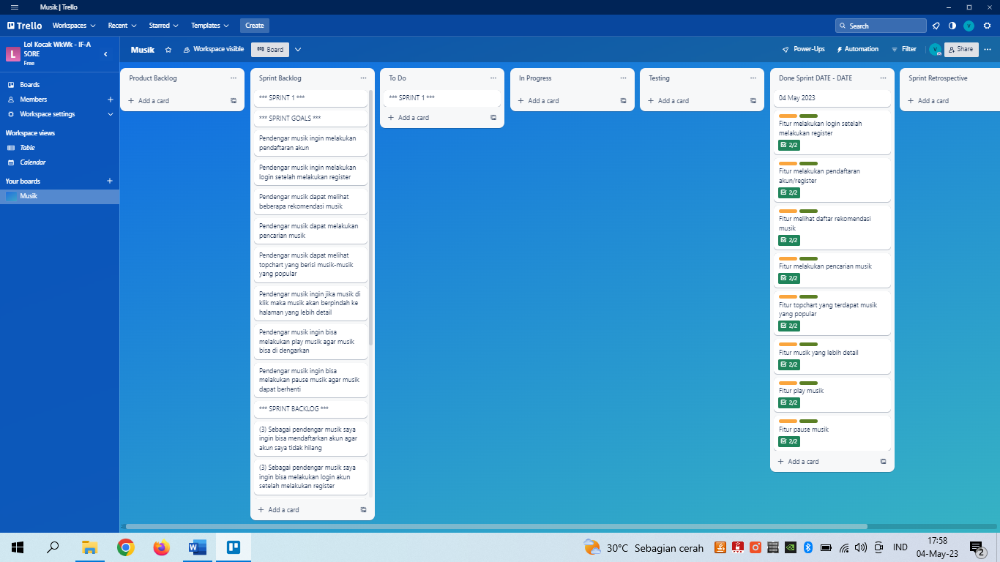 Musik | Trello
Trello
Workspaces
Recent
Starred
Templates
Create
Search
V
L
Lol Kocak WkWk - IF-A
SORE
Free
Musik
Workspace visible
Board
Power-Ups
Automation
Filter
V
Share
Boards
Members
Workspace settings
Workspace views
Table
Calendar
Your boards
Musik
Product Backlog
Add a card
Sprint Backlog
*** SPRINT 1 ***
*** SPRINT GOALS ***
Pendengar musik ingin melakukan
pendaftaran akun
Pendengar musik ingin melakukan
login setelah melakukan register
Pendengar musik dapat melihat
beberapa rekomendasi musik
Pendengar musik dapat melakukan
pencarian musik
Pendengar musik dapat melihat
topchart yang berisi musik-musik
yang popular
Pendengar musik ingin jika musik di
klik maka musik akan berpindah ke
halaman yang lebih detail
Pendengar musik ingin bisa
melakukan play musik agar musik
bisa di dengarkan
Pendengar musik ingin bisa
melakukan pause musik agar musik
dapat berhenti
*** SPRINT BACKLOG ***
(3) Sebagai pendengar musik saya
ingin bisa mendaftarkan akun agar
akun saya tidak hilang
(3) Sebagai pendengar musik saya
ingin bisa melakukan login akun
setelah melakukan register
Add a card
To Do
*** SPRINT 1 ***
Add a card
In Progress
Add a card
Testing
Add a card
Done Sprint DATE - DATE
04 May 2023
Fitur melakukan login setelah
melakukan register
2/2
Fitur melakukan pendaftaran
akun/register
2/2
Fitur melihat daftar rekomendasi
musik
2/2
Fitur melakukan pencarian musik
2/2
Fitur topchart yang terdapat musik
yang popular
2/2
Fitur musik yang lebih detail
2/2
Fitur play musik
2/2
Fitur pause musik
2/2
Add a card
Sprint Retrospective
Add a card
30°C Sebagian cerah
IND
17:58
04-May-23
2